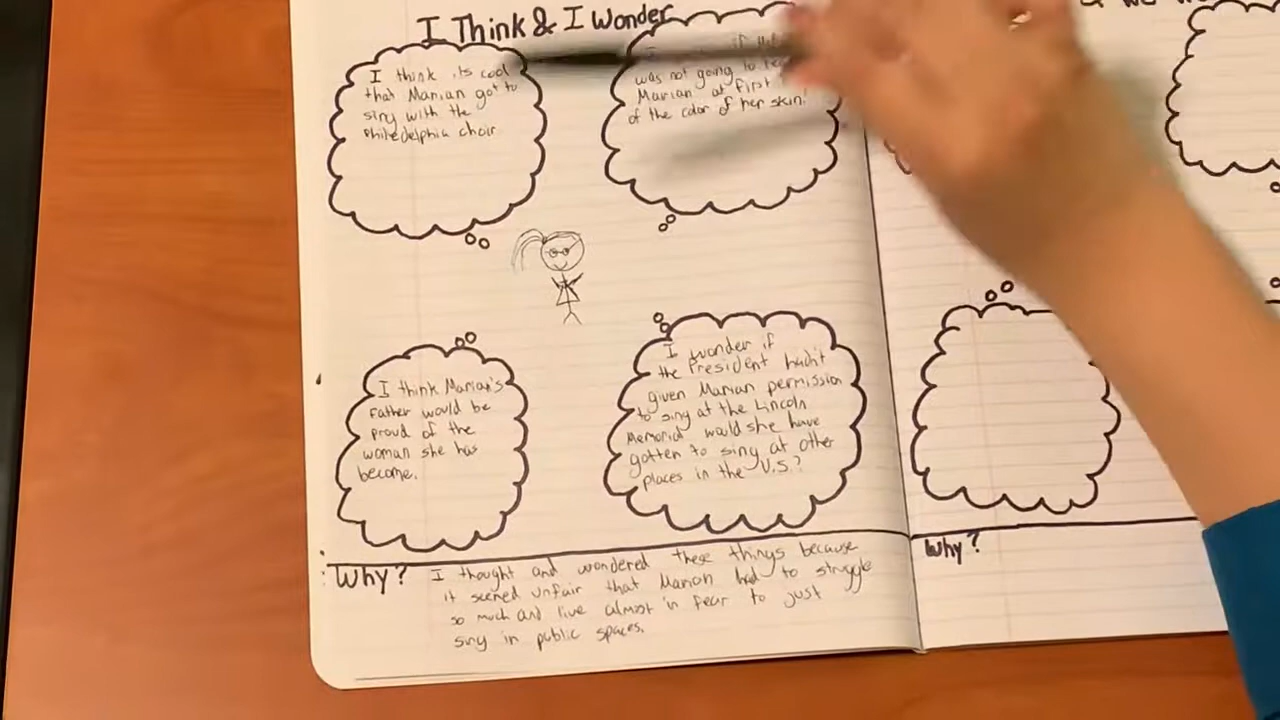 I Think & I Wonder
I think its cool
that Marian got to
sing with the
Philedelphia choir
I if
was not going to
Marian at first
of the color of her skin.
I think Marian's
Father would be
proud of the
woman she has
become.
I wonder if
the President hadn't
given Marian permission
to sing at the Lincoln
Memorial would she have
gotten to sing at other
places in the U.S.?
Why? I thought and wondered these things because
it seemed unfair that Marion had to struggle
so much and live almost in fear to just
sing in public spaces.
Why?